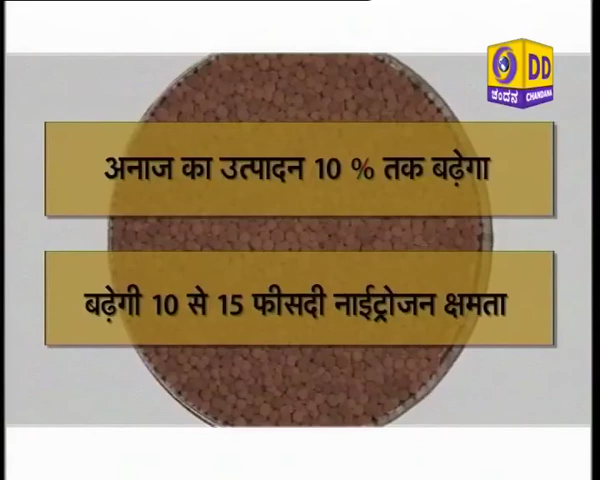 DD
ಚಂದನ CHANDANA
अनाज का उत्पादन 10 % तक बढ़ेगा
बढ़ेगी 10 से 15 फीसदी नाईट्रोजन क्षमता